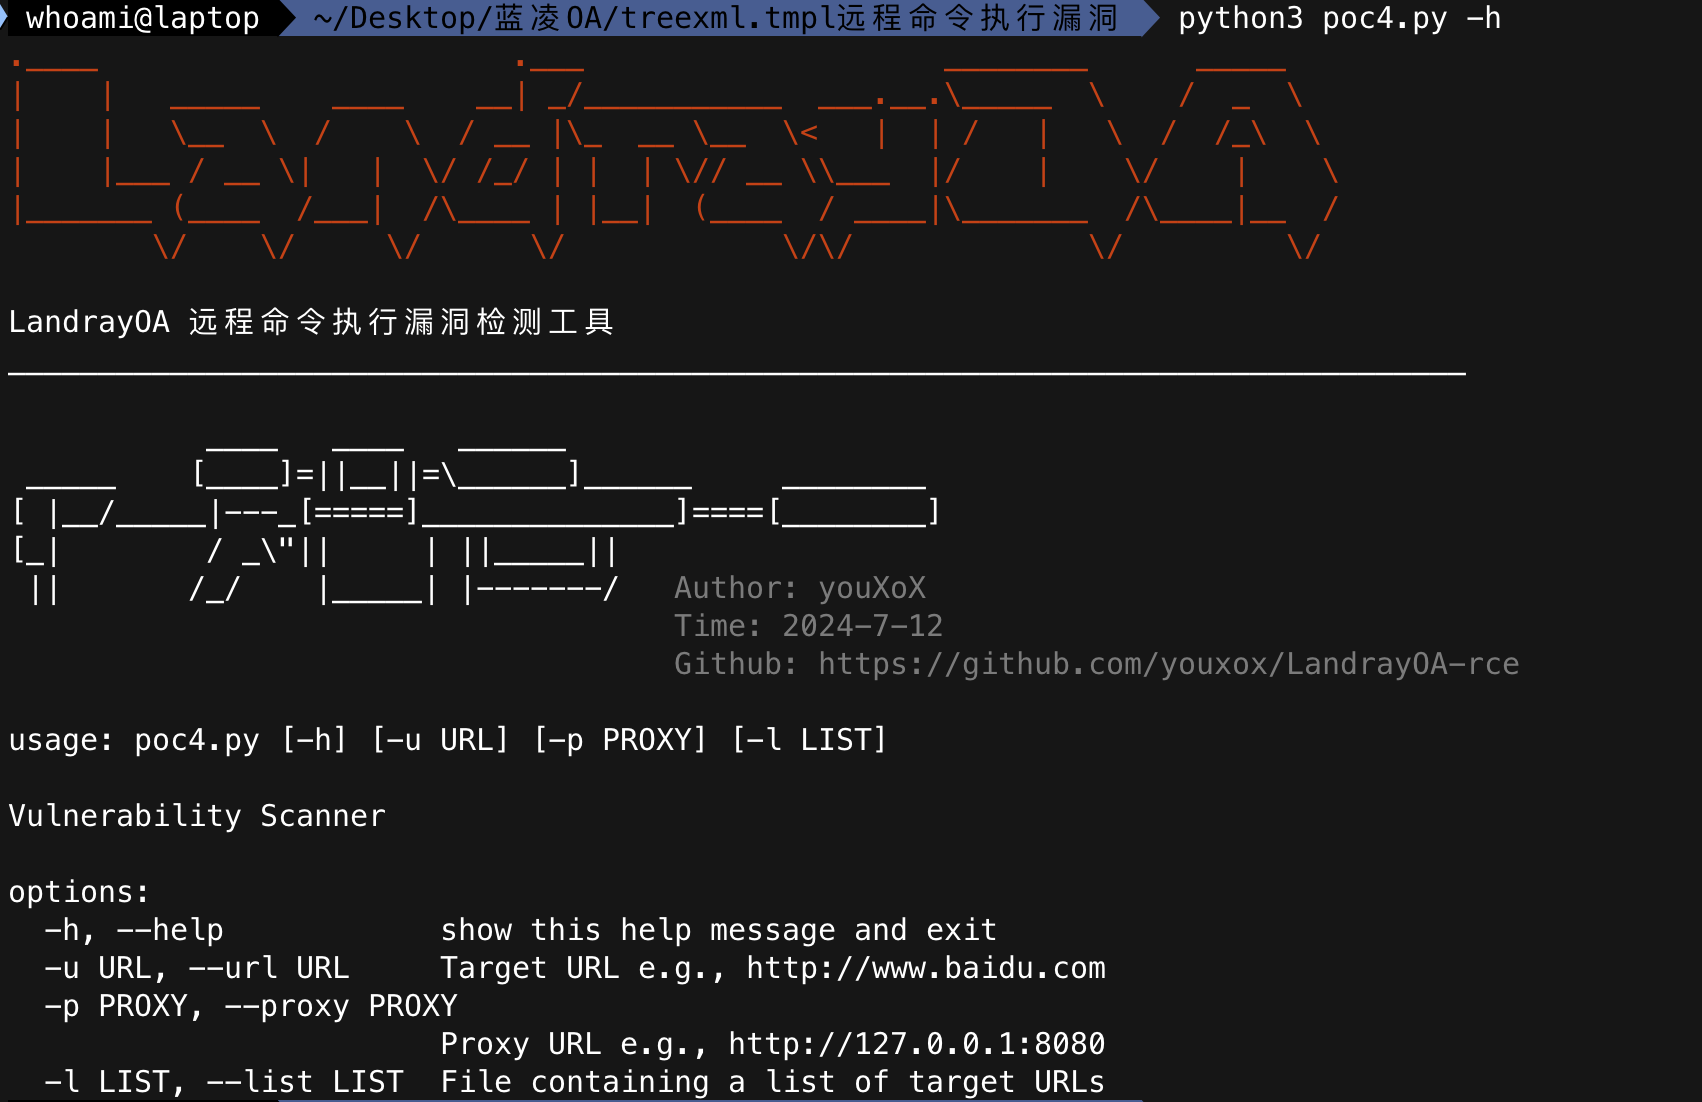 whoami@laptop ~/Desktop/蓝凌OA/treexml.tmpl远程命令执行漏洞 python3 poc4.py -h
LandrayOA
LandrayOA 远程命令执行漏洞检测工具
Author: youXoX
Time: 2024-7-12
Github: https://github.com/youxox/LandrayOA-rce
usage: poc4.py [-h] [-u URL] [-p PROXY] [-l LIST]
Vulnerability Scanner
options:
-h, --help show this help message and exit
-u URL, --url URL Target URL e.g., http://www.baidu.com
-p PROXY, --proxy PROXY
Proxy URL e.g., http://127.0.0.1:8080
-l LIST, --list LIST File containing a list of target URLs